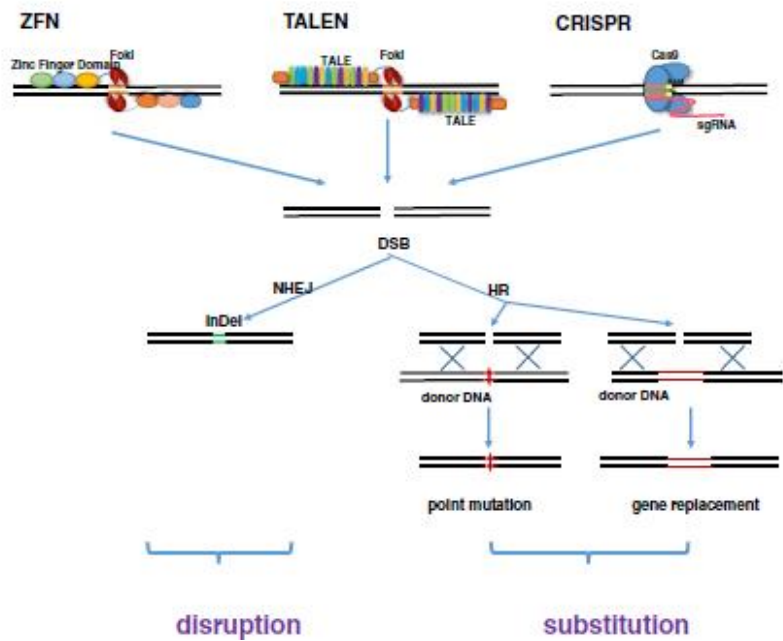 ZFN
TALEN
CRISPR
Zinc Finger Domain
FokI
TALE
FokI
Cas9
TALE
sgRNA
DSB
NHEJ
HR
InDel
donor DNA
donor DNA
point mutation
gene replacement
disruption
substitution